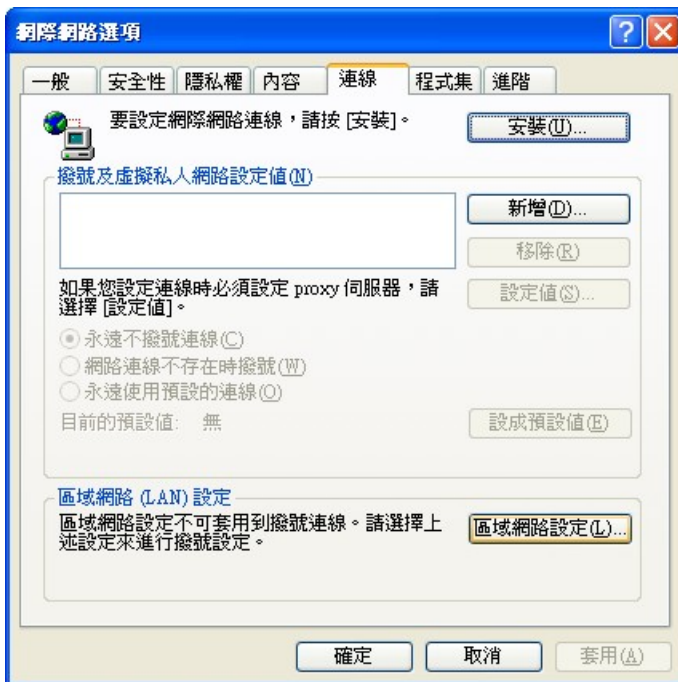 網際網路選項
一般 安全性 隱私權 內容 連線 程式集 進階
要設定網際網路連線，請按 [安裝]。
安裝(U)...
撥號及虛擬私人網路設定值(N)
新增(D)...
移除(R)
如果您設定連線時必須設定 proxy 伺服器，請
選擇 [設定值]。
設定值(S)...
永遠不撥號連線(C)
網路連線不存在時撥號(W)
永遠使用預設的連線(O)
目前的預設值: 無
設成預設值(E)
區域網路 (LAN) 設定
區域網路設定不可套用到撥號連線。請選擇上
述設定來進行撥號設定。
區域網路設定(L)...
確定 取消 套用(A)